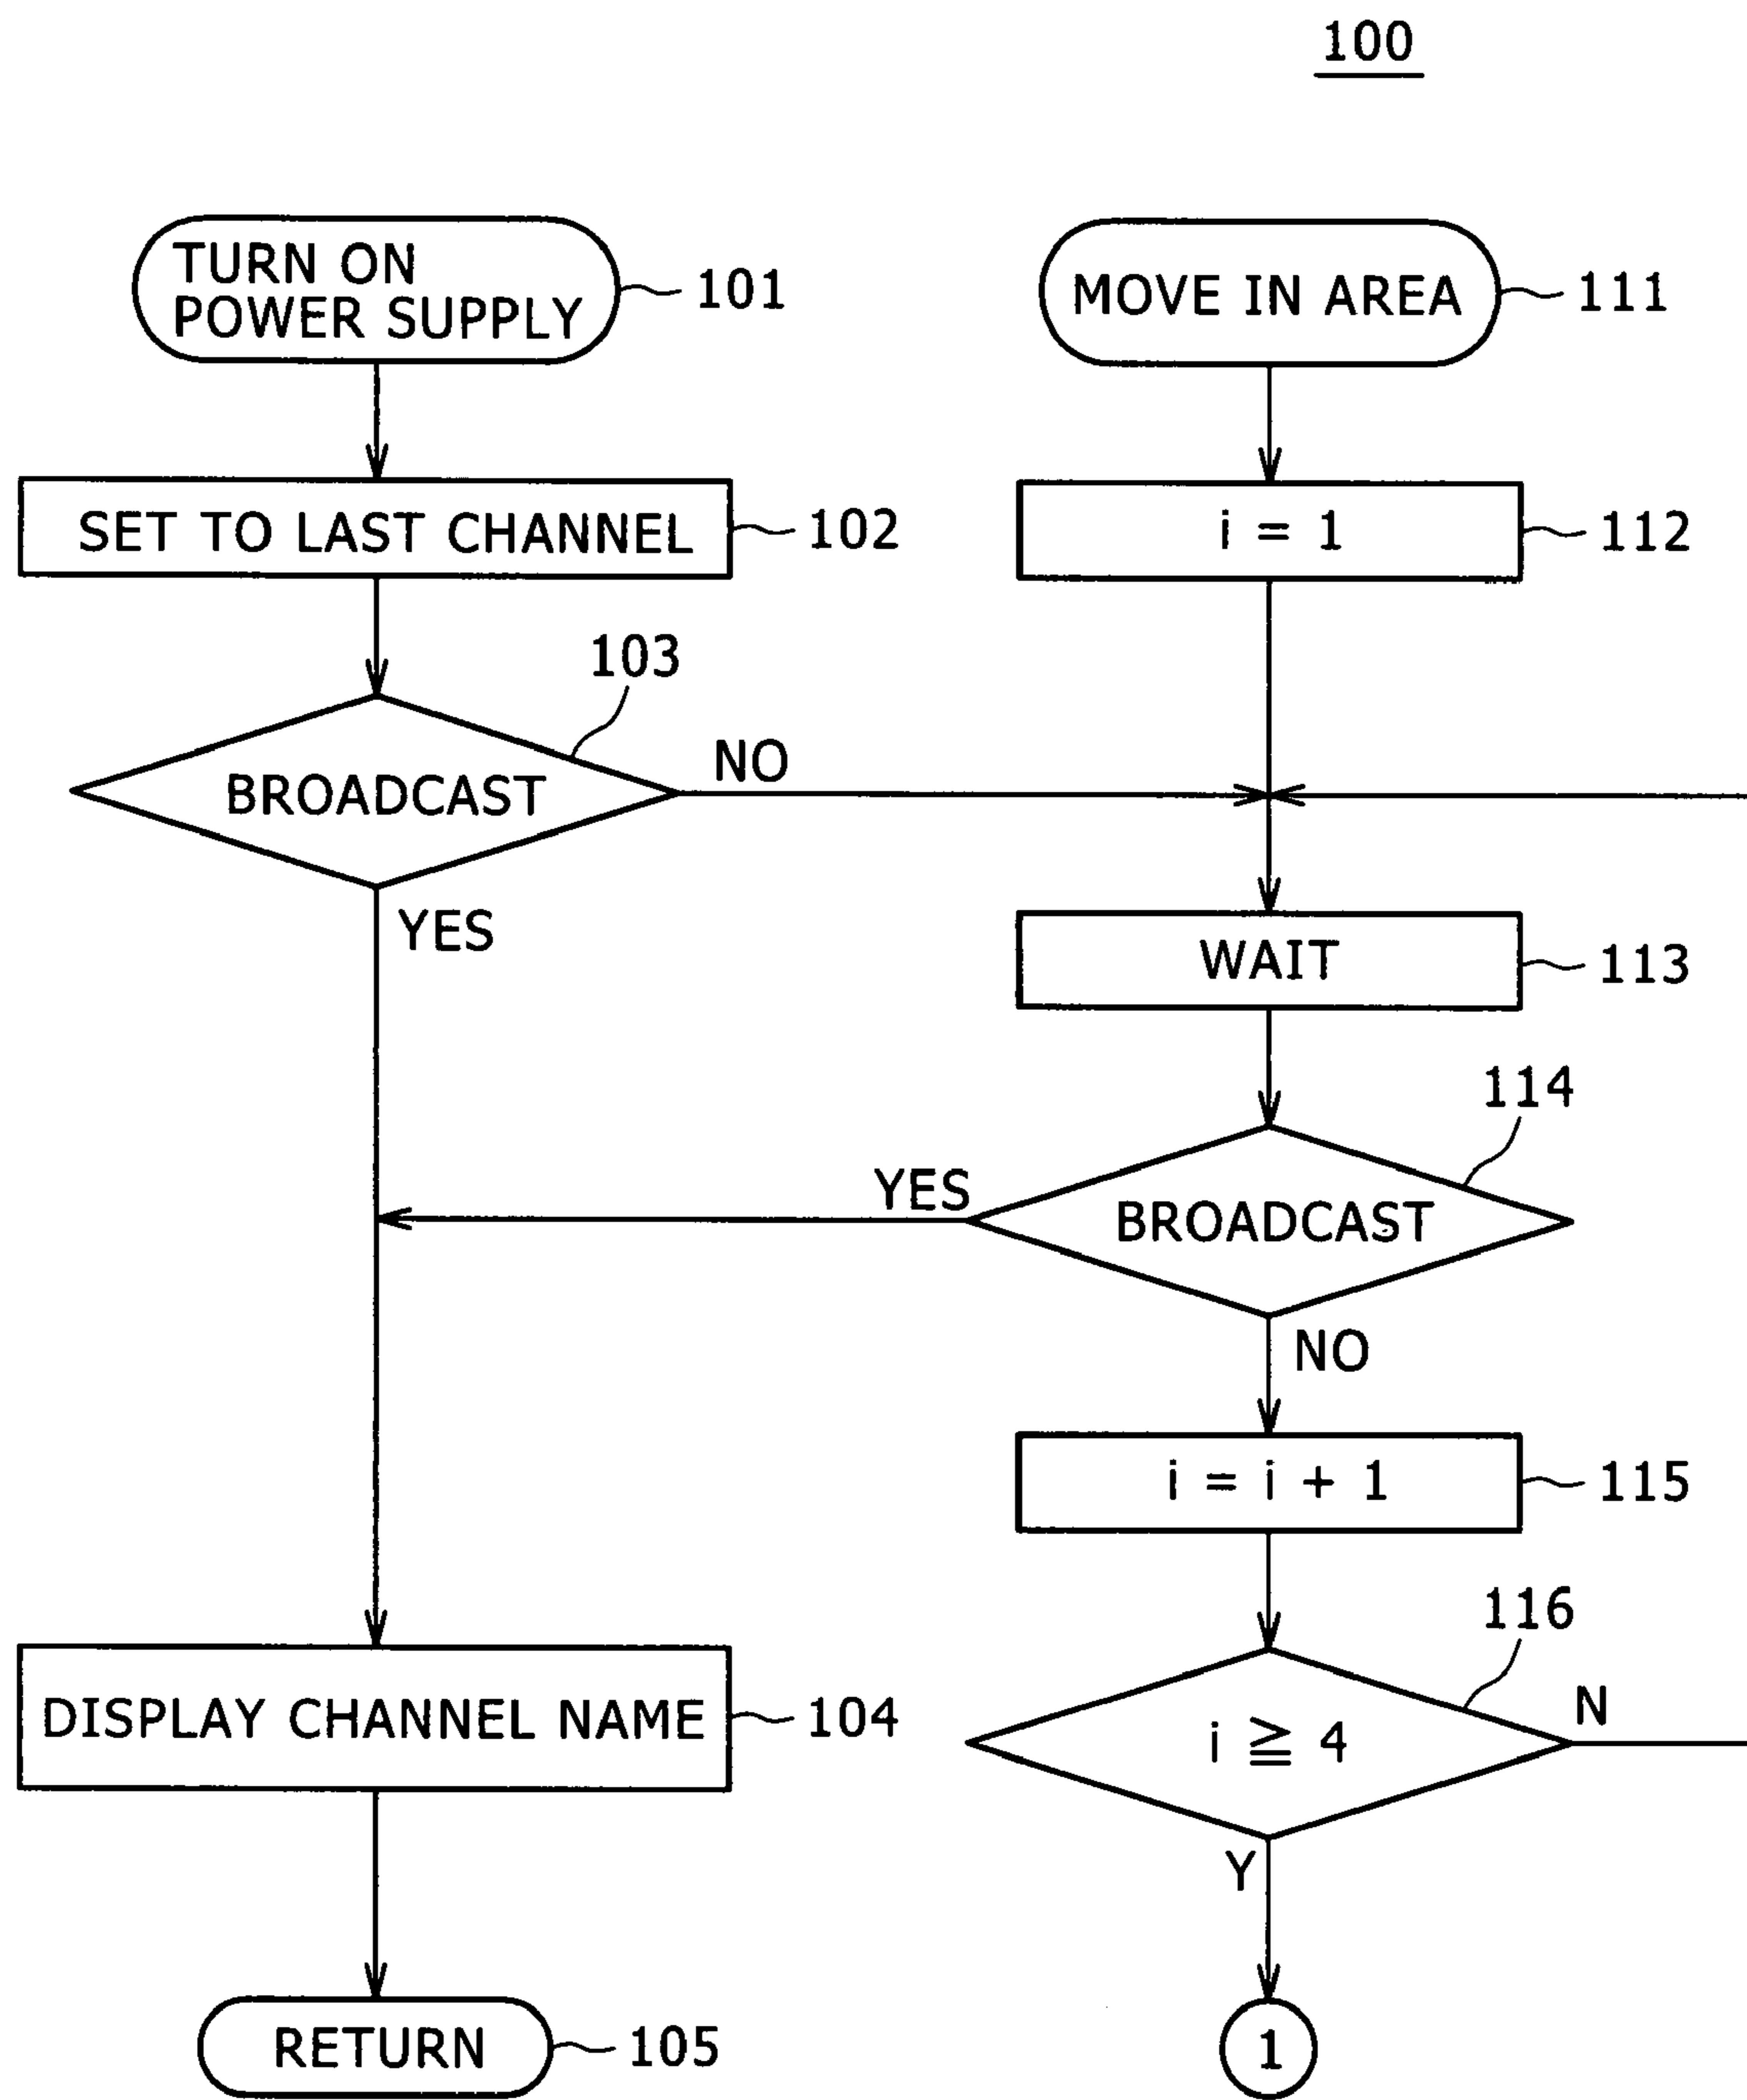 100
TURN ON
POWER SUPPLY
101
SET TO LAST CHANNEL
102
103
BROADCAST
NO
YES
DISPLAY CHANNEL NAME
104
RETURN
105
MOVE IN AREA
111
i = 1
112
WAIT
113
114
YES
BROADCAST
NO
i = i + 1
115
116
i ≧ 4
N
Y
1